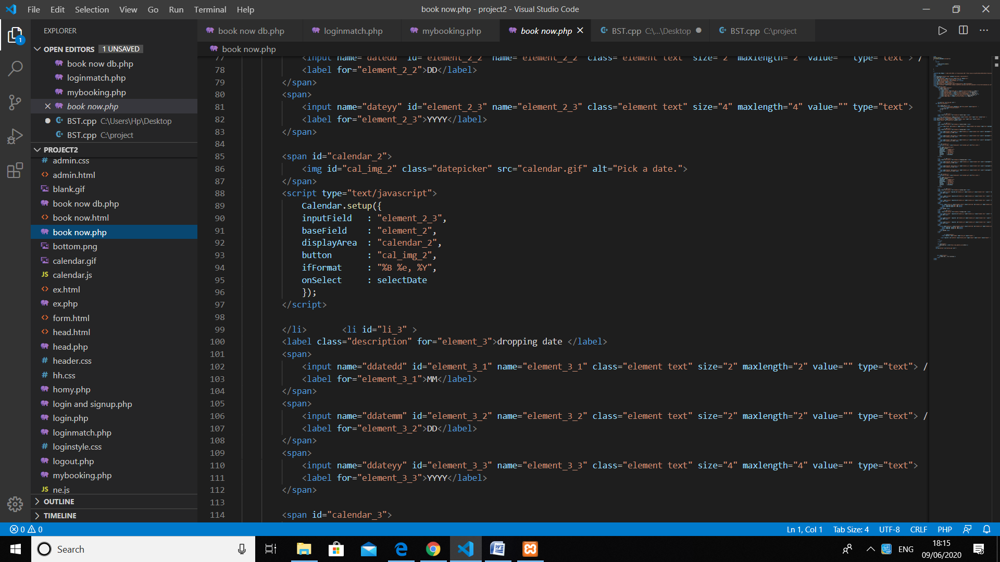 File Edit Selection View Go Run Terminal Help
book now.php - project2 - Visual Studio Code
EXPLORER
OPEN EDITORS 1 UNSAVED
book now db.php
loginmatch.php
mybooking.php
book now.php
BST.cpp C:\Users\Hp\Desktop
BST.cpp C:\project
PROJECT2
admin.css
admin.html
blank.gif
book now db.php
book now.html
book now.php
bottom.png
calendar.gif
calendar.js
ex.html
ex.php
form.html
head.html
head.php
header.css
hh.css
homy.php
login and signup.php
login.php
loginmatch.php
loginstyle.css
logout.php
mybooking.php
ne.js
OUTLINE
TIMELINE
1
book now db.php loginmatch.php mybooking.php book now.php BST.cpp C:\...\Desktop BST.cpp C:\project
book now.php
77 <input name="datedd" id="element_2_2" name="element_2_2" class="element text" size="2" maxlength="2" value="" type="text"> /
78 <label for="element_2_2">DD</label>
79 </span>
80 <span>
81 <input name="dateyy" id="element_2_3" name="element_2_3" class="element text" size="4" maxlength="4" value="" type="text">
82 <label for="element_2_3">YYYY</label>
83 </span>
84
85 <span id="calendar_2">
86 <img id="cal_img_2" class="datepicker" src="calendar.gif" alt="Pick a date.">
87 </span>
88 <script type="text/javascript">
89 Calendar.setup({
90 inputField : "element_2_3",
91 baseField : "element_2",
92 displayArea : "calendar_2",
93 button : "cal_img_2",
94 ifFormat : "%B %e, %Y",
95 onSelect : selectDate
96 });
97 </script>
98
99 </li> <li id="li_3" >
100 <label class="description" for="element_3">dropping date </label>
101 <span>
102 <input name="ddatedd" id="element_3_1" name="element_3_1" class="element text" size="2" maxlength="2" value="" type="text"> /
103 <label for="element_3_1">MM</label>
104 </span>
105 <span>
106 <input name="ddatemm" id="element_3_2" name="element_3_2" class="element text" size="2" maxlength="2" value="" type="text"> /
107 <label for="element_3_2">DD</label>
108 </span>
109 <span>
110 <input name="ddateyy" id="element_3_3" name="element_3_3" class="element text" size="4" maxlength="4" value="" type="text">
111 <label for="element_3_3">YYYY</label>
112 </span>
113
114 <span id="calendar_3">
0 0
Ln 1, Col 1 Tab Size: 4 UTF-8 CRLF PHP
Search
ENG
18:15
09/06/2020